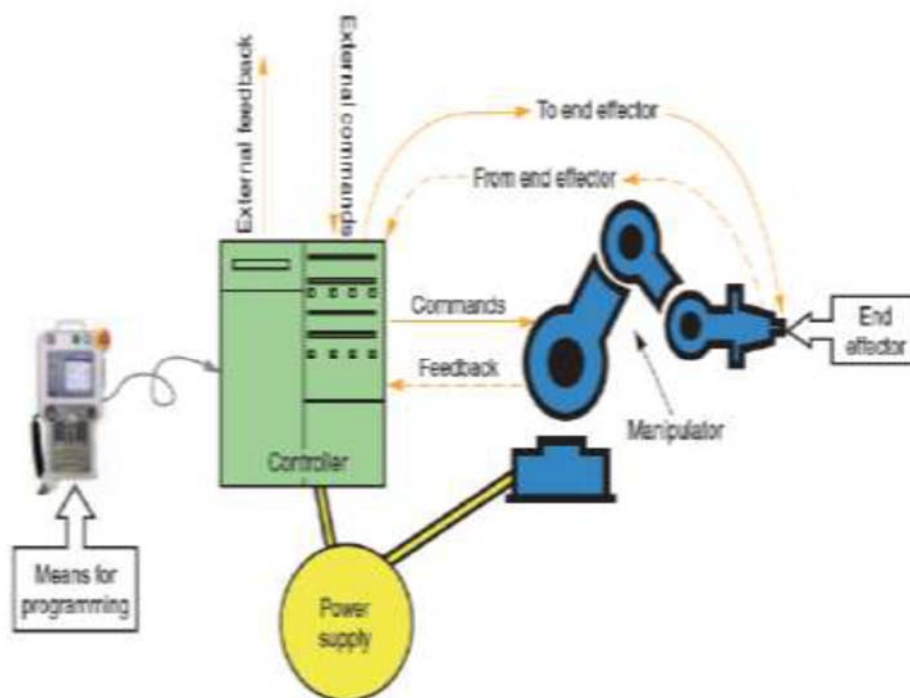 External feedback
External commands
To end effector
From end effector
Commands
Feedback
End
effector
Manipulator
Controller
Means for
programming
Power
supply